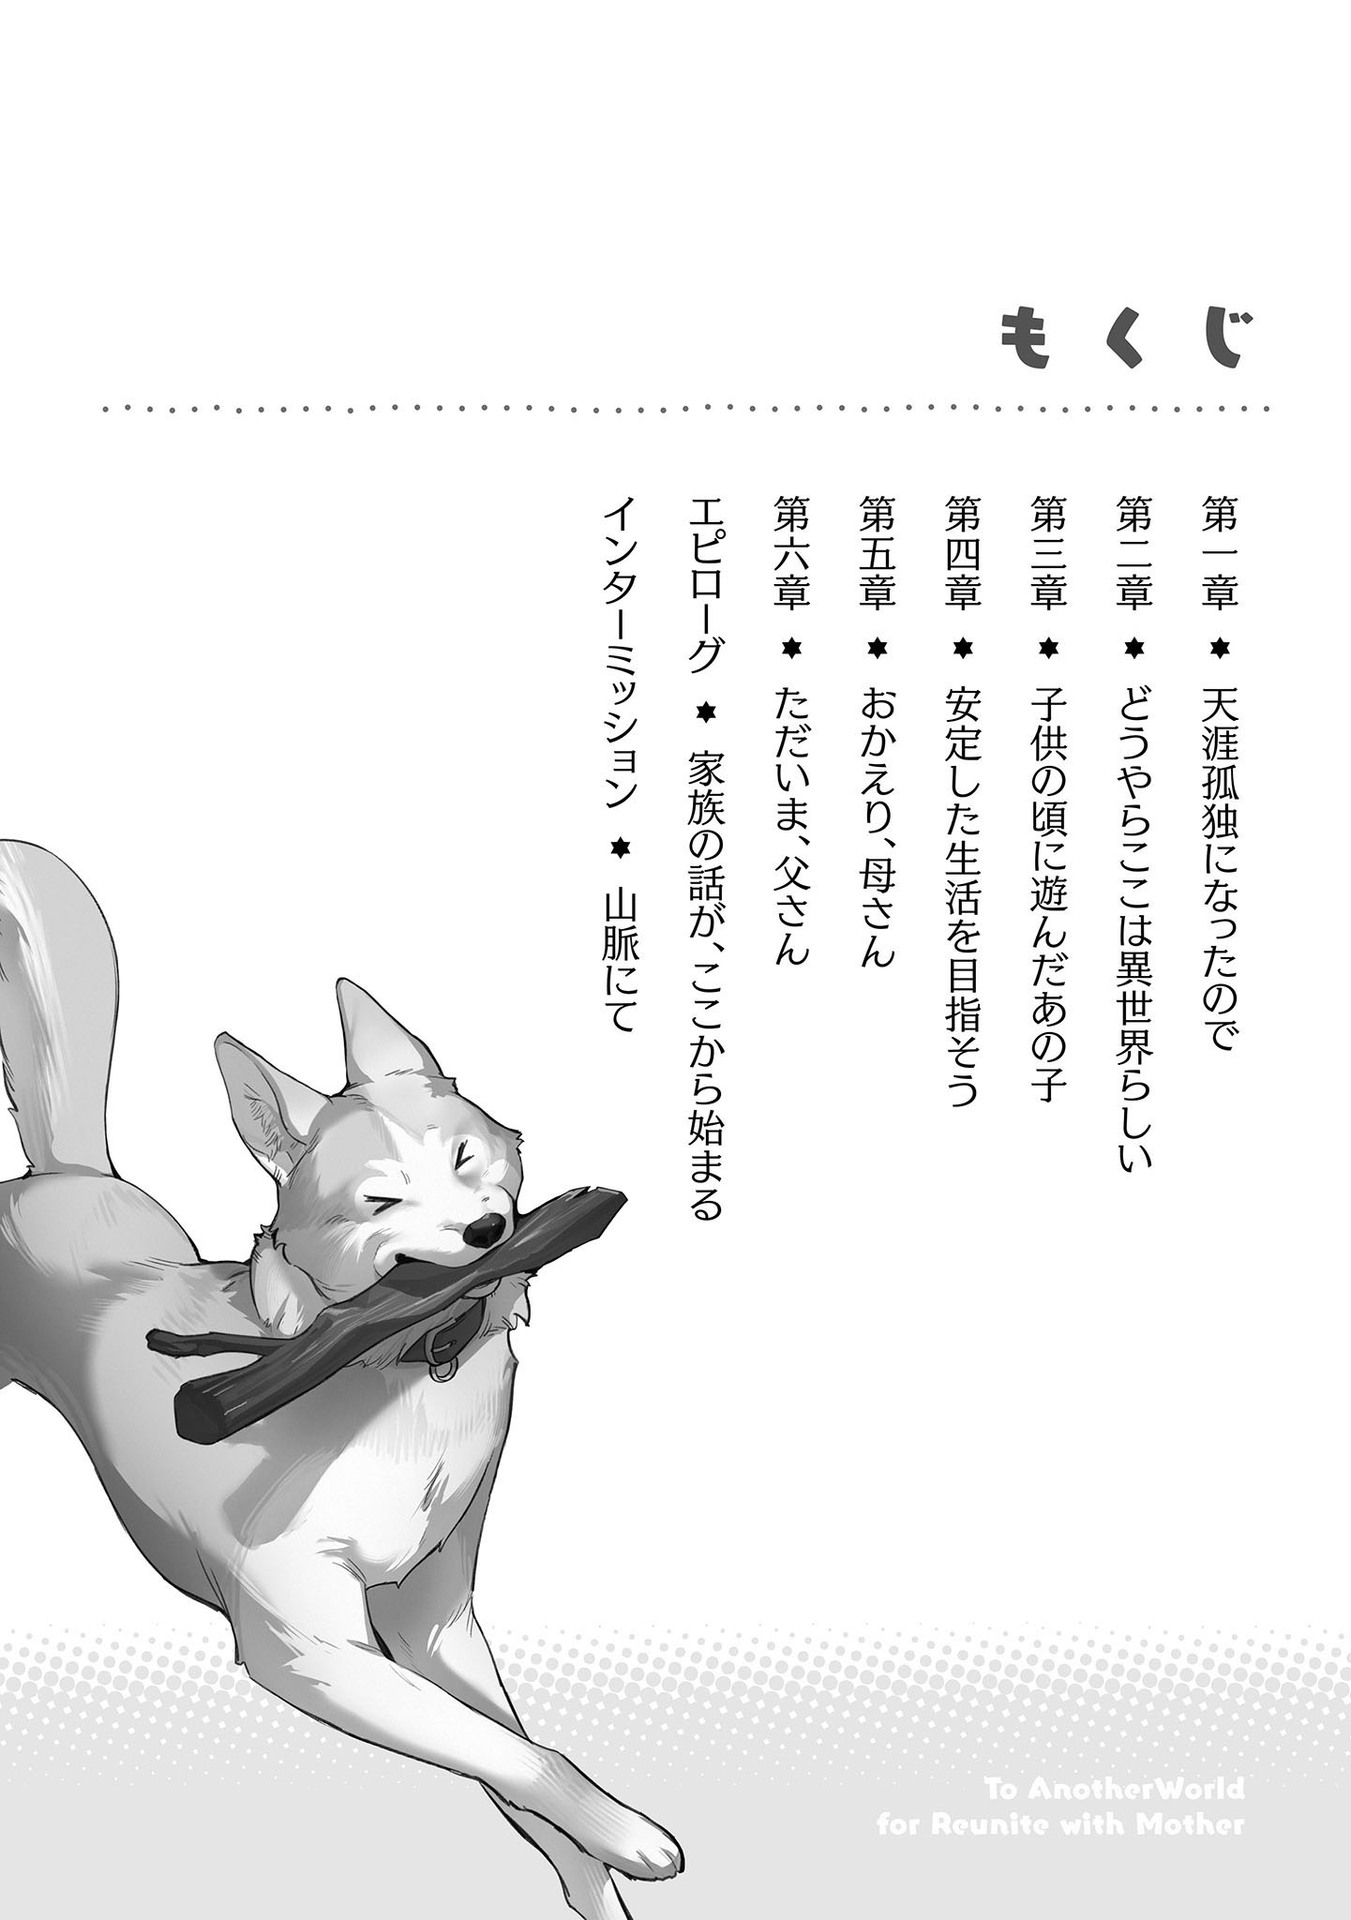 もくじ
第一章 ✶ 天涯孤独になったので
第二章 ✶ どうやらここは異世界らしい
第三章 ✶ 子供の頃に遊んだあの子
第四章 ✶ 安定した生活を目指そう
第五章 ✶ おかえり、母さん
第六章 ✶ ただいま、父さん
エピローグ ✶ 家族の話が、ここから始まる
インターミッション ✶ 山脈にて
To AnotherWorld
for Reunite with Mother